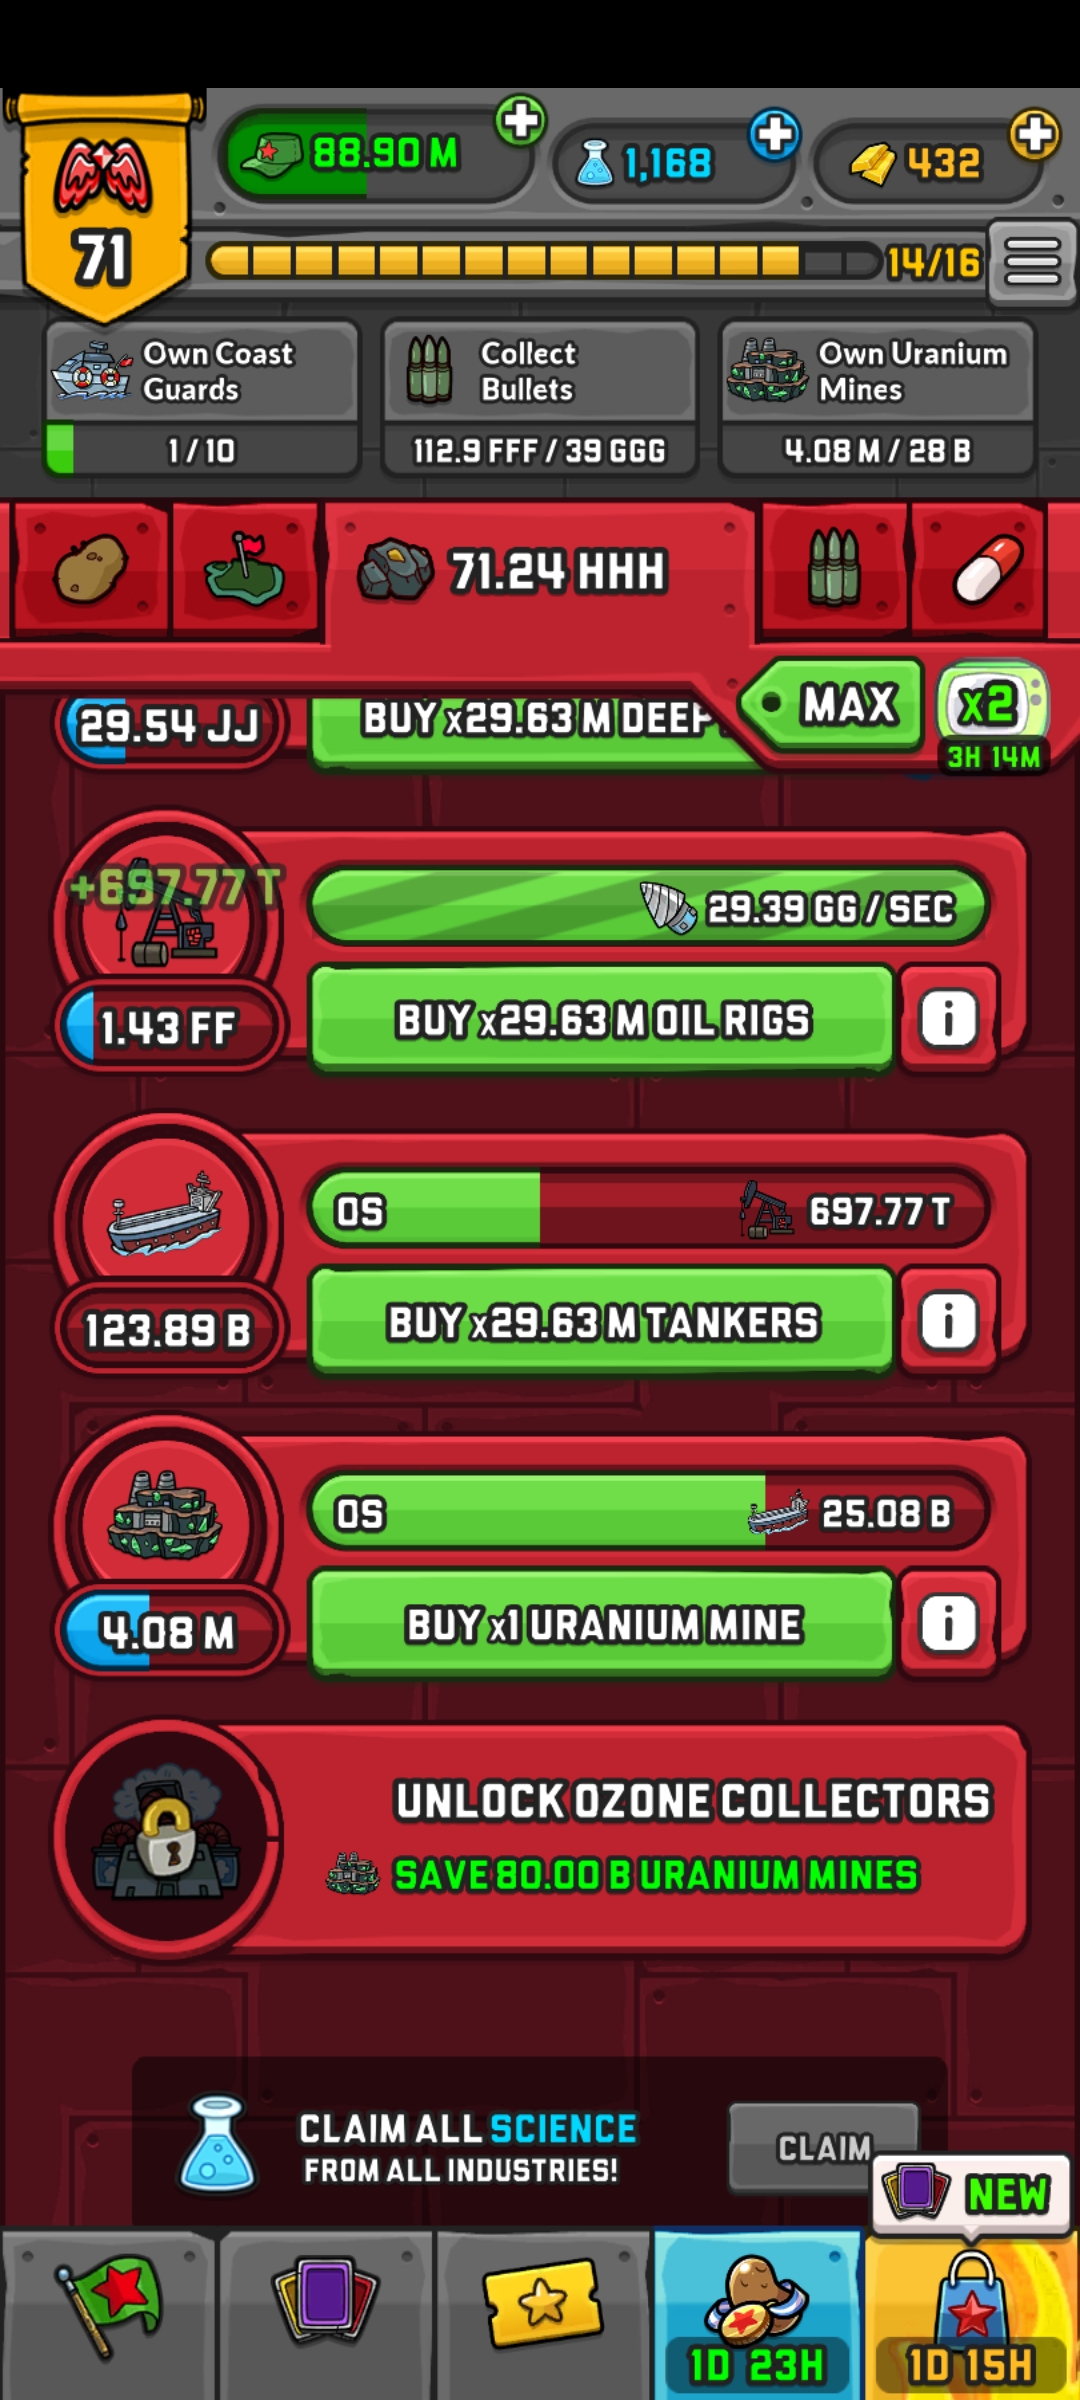 88.90 M
1,168
432
71
14/16
Own Coast
Guards
1 / 10
Collect
Bullets
112.9 FFF / 39 GGG
Own Uranium
Mines
4.08 M / 28 B
71.24 HHH
MAX
x2
3H 14M
29.54 JJ
BUY x29.63 M DEEP
+697.77 T
29.39 GG / SEC
1.43 FF
BUY x29.63 M OIL RIGS
0S
697.77 T
123.89 B
BUY x29.63 M TANKERS
0S
25.08 B
4.08 M
BUY x1 URANIUM MINE
UNLOCK OZONE COLLECTORS
SAVE 80.00 B URANIUM MINES
CLAIM ALL SCIENCE
FROM ALL INDUSTRIES!
CLAIM
NEW
1D 23H
1D 15H